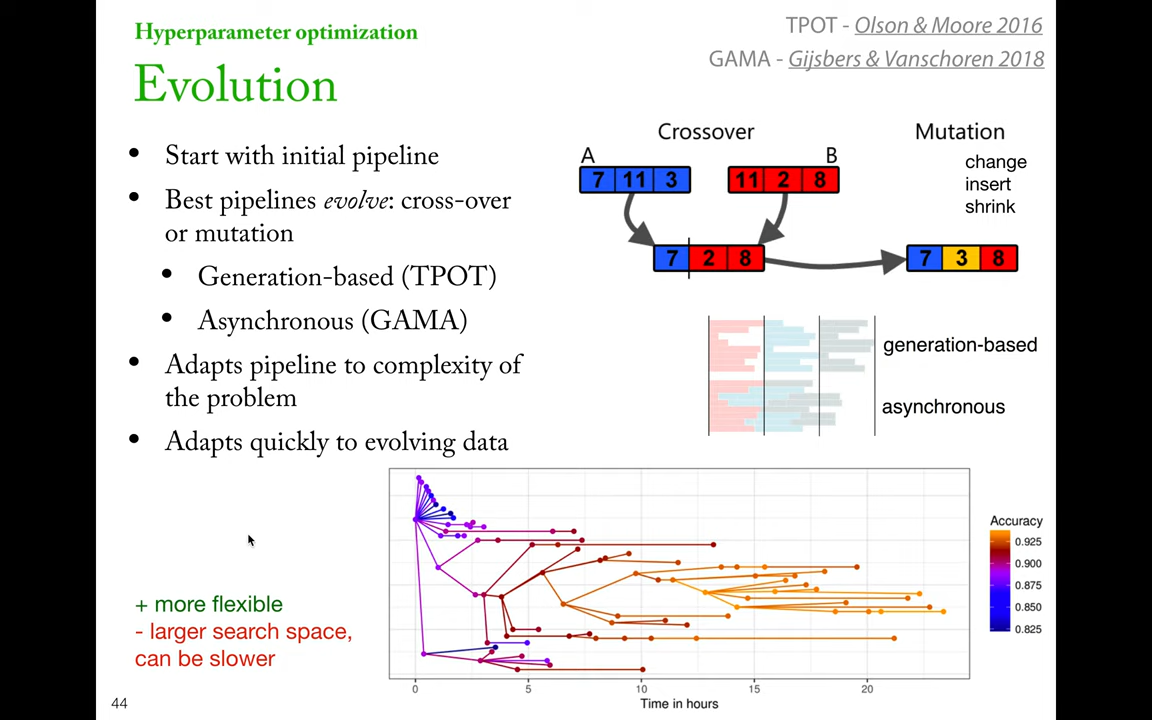 Hyperparameter optimization
TPOT - Olson & Moore 2016
GAMA - Gijsbers & Vanschoren 2018
Evolution
• Start with initial pipeline
• Best pipelines evolve: cross-over
or mutation
• Generation-based (TPOT)
• Asynchronous (GAMA)
• Adapts pipeline to complexity of
the problem
• Adapts quickly to evolving data
+ more flexible
- larger search space,
can be slower
44
Crossover
Mutation
A
B
change
insert
shrink
7 11 3
11 2 8
7 2 8
7 3 8
generation-based
asynchronous
Accuracy
0.925
0.900
0.875
0.850
0.825
0 5 10 15 20
Time in hours